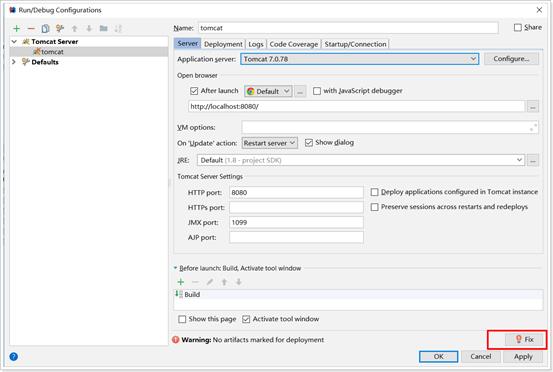 Run/Debug Configurations
Name: tomcat
Share
Tomcat Server
tomcat
Defaults
Server Deployment Logs Code Coverage Startup/Connection
Application server: Tomcat 7.0.78 Configure...
Open browser
After launch Default ... with JavaScript debugger
http://localhost:8080/ ...
VM options:
On 'Update' action: Restart server Show dialog
JRE: Default (1.8 - project SDK) ...
Tomcat Server Settings
HTTP port: 8080 Deploy applications configured in Tomcat instance
HTTPs port: Preserve sessions across restarts and redeploys
JMX port: 1099
AJP port:
Before launch: Build, Activate tool window
Build
Show this page Activate tool window
Warning: No artifacts marked for deployment Fix
? OK Cancel Apply